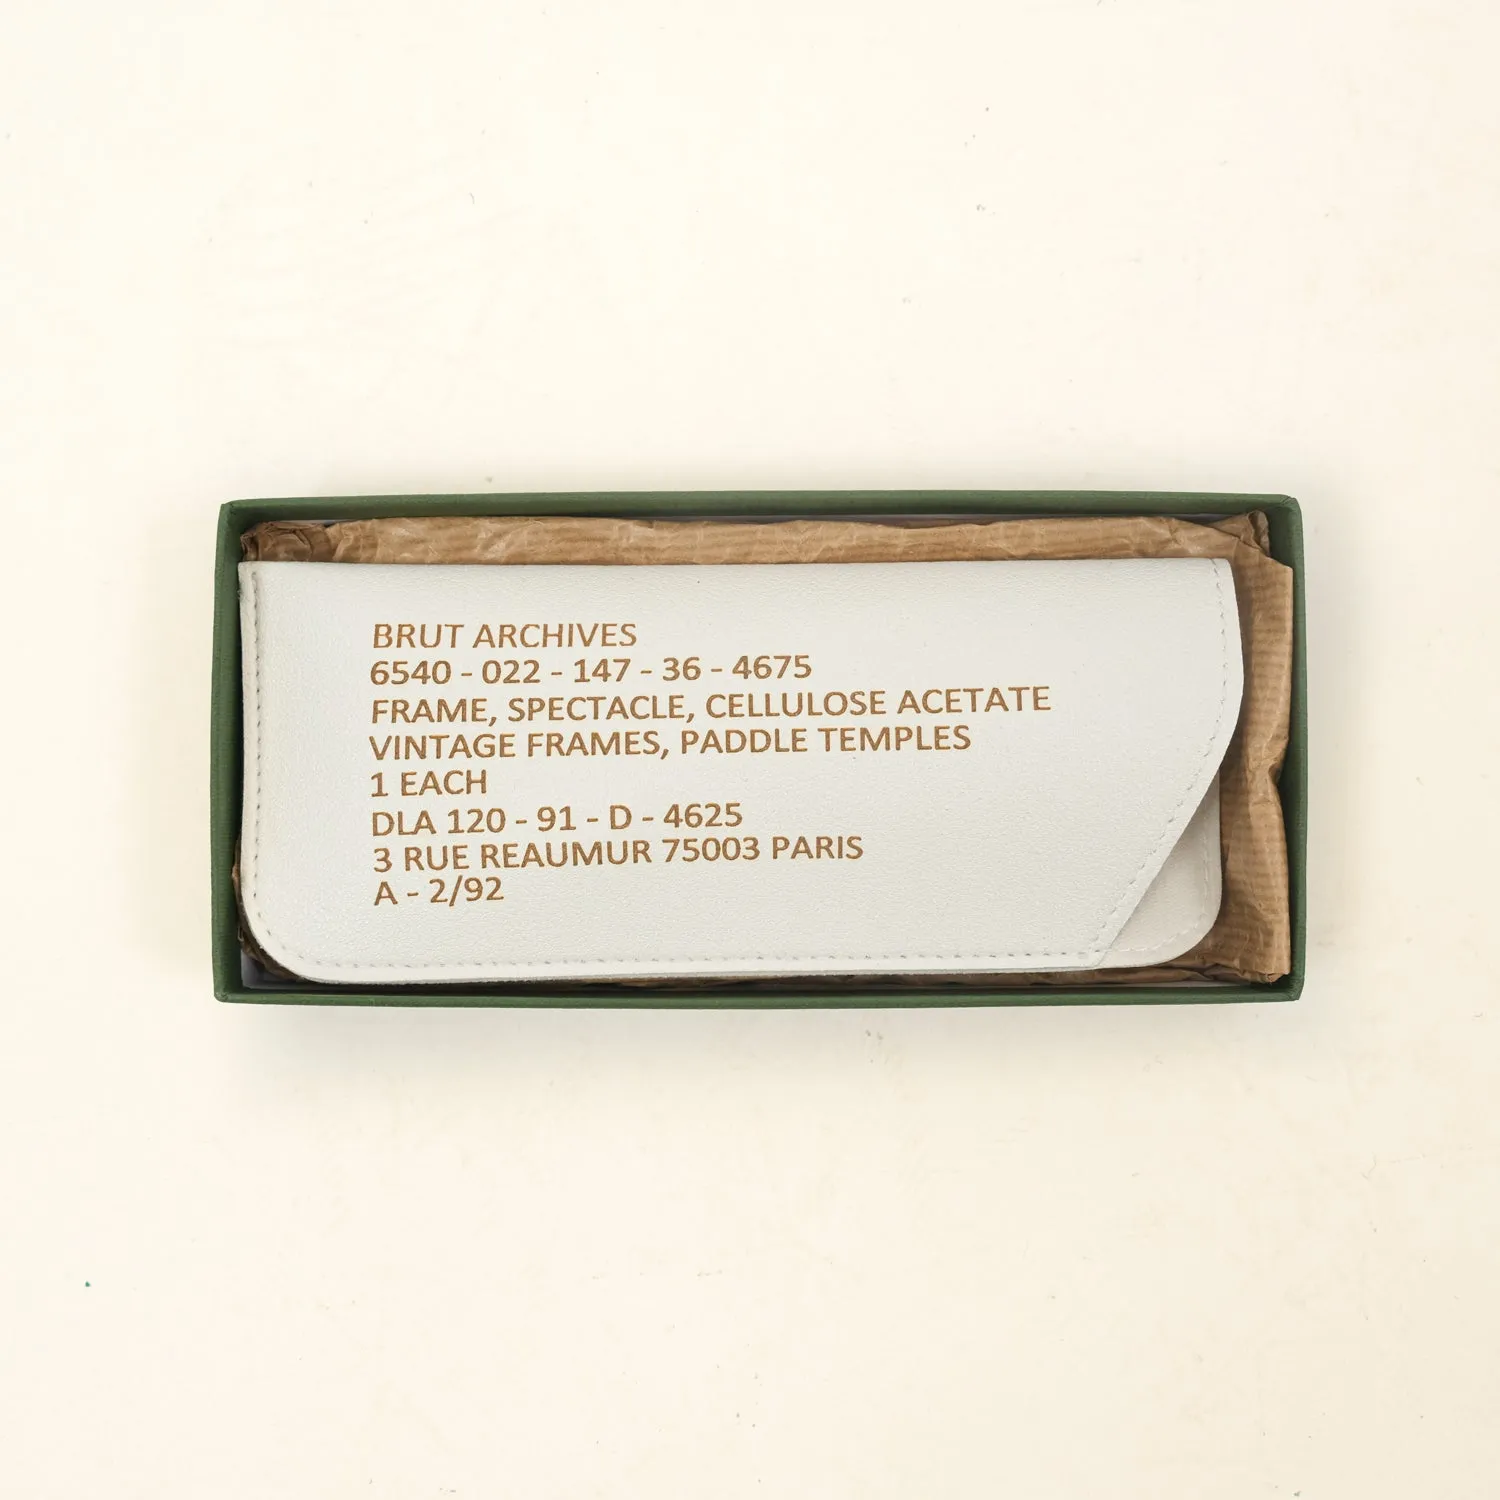 BRUT ARCHIVES
6540 - 022 - 147 - 36 - 4675
FRAME, SPECTACLE, CELLULOSE ACETATE
VINTAGE FRAMES, PADDLE TEMPLES
1 EACH
DLA 120 - 91 - D - 4625
3 RUE REAUMUR 75003 PARIS
A - 2/92